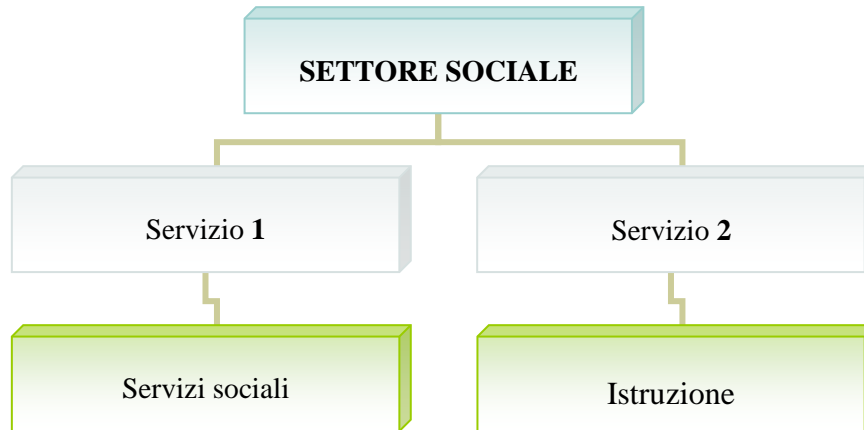 SETTORE SOCIALE
Servizio 1
Servizio 2
Servizi sociali
Istruzione